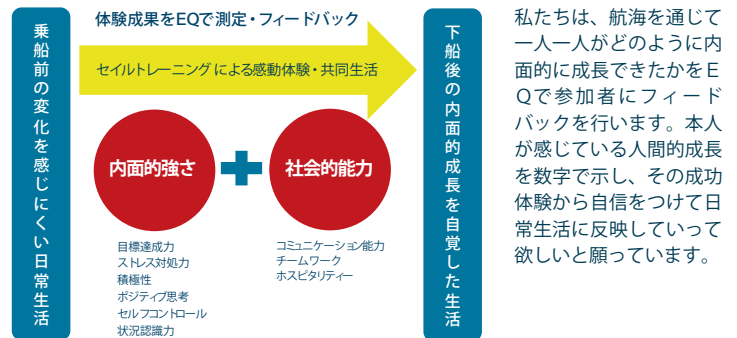 乗船前の変化を感じにくい日常生活
体験成果をEQで測定・フィードバック
セイルトレーニングによる感動体験・共同生活
内面的強さ
社会的能力
目標達成力
ストレス対処力
積極性
ポジティブ思考
セルフコントロール
状況認識力
コミュニケーション能力
チームワーク
ホスピタリティー
下船後の内面的成長を自覚した生活
私たちは、航海を通じて
一人一人がどのように内
面的に成長できたかをE
Qで参加者にフィード
バックを行います。本人
が感じている人間的成長
を数字で示し、その成功
体験から自信をつけて日
常生活に反映していって
欲しいと願っています。